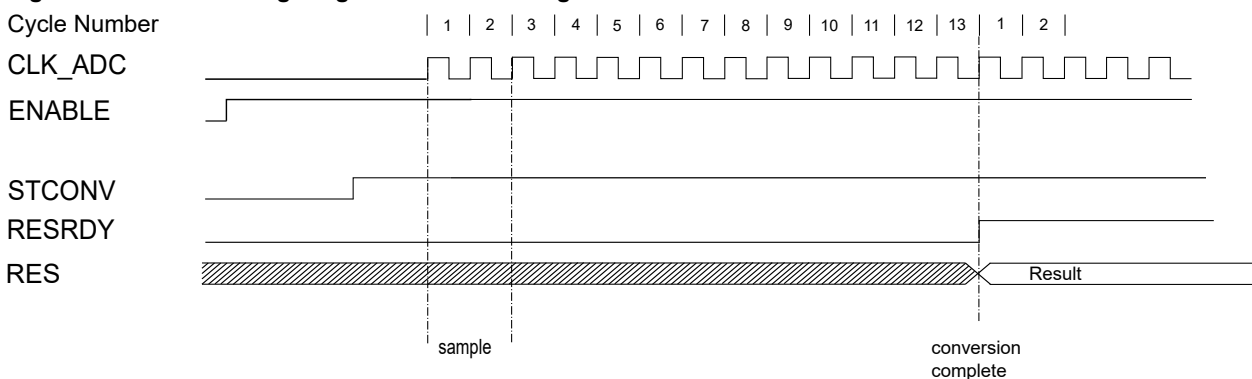 Cycle Number 1 2 3 4 5 6 7 8 9 10 11 12 13 1 2
CLK_ADC
ENABLE
STCONV
RESRDY
RES Result
sample conversion
complete